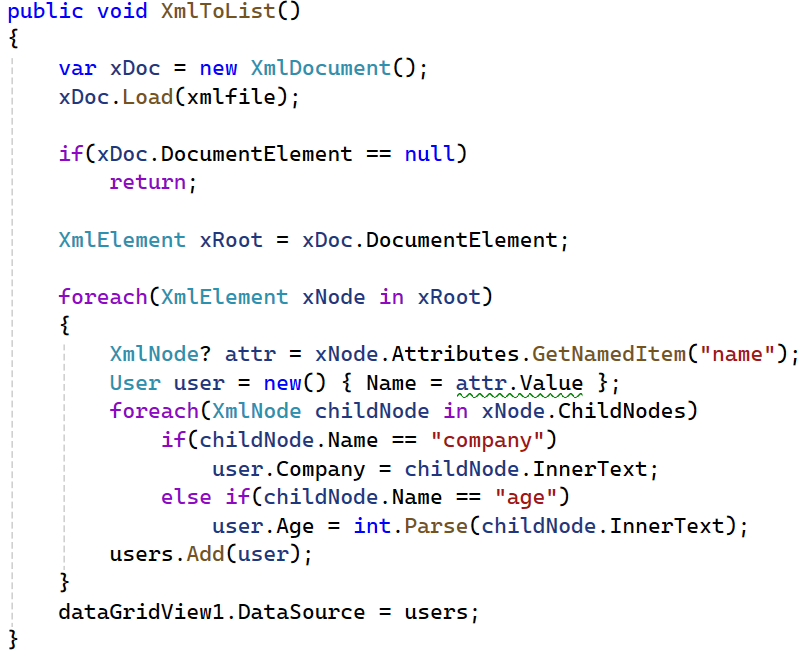 public void XmlToList()
{
    var xDoc = new XmlDocument();
    xDoc.Load(xmlfile);

    if(xDoc.DocumentElement == null)
        return;

    XmlElement xRoot = xDoc.DocumentElement;

    foreach(XmlElement xNode in xRoot)
    {
        XmlNode? attr = xNode.Attributes.GetNamedItem("name");
        User user = new() { Name = attr.Value };
        foreach(XmlNode childNode in xNode.ChildNodes)
            if(childNode.Name == "company")
                user.Company = childNode.InnerText;
            else if(childNode.Name == "age")
                user.Age = int.Parse(childNode.InnerText);
        users.Add(user);
    }
    dataGridView1.DataSource = users;
}